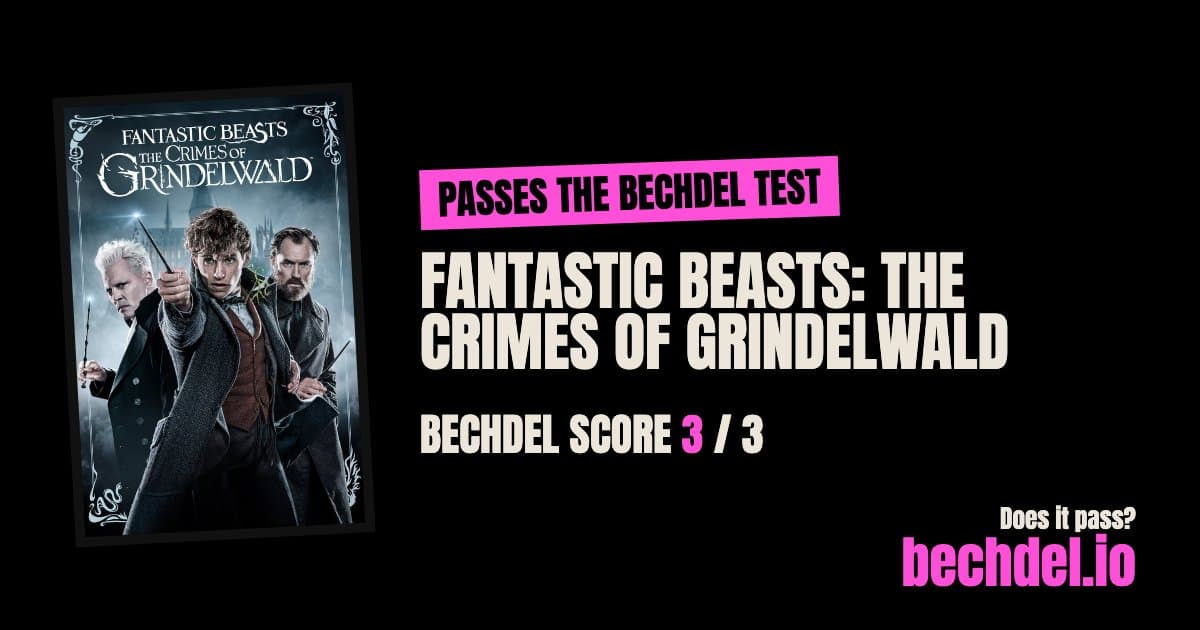 FANTASTIC BEASTS
THE CRIMES OF
GRINDELWALD
PASSES THE BECHDEL TEST
FANTASTIC BEASTS: THE
CRIMES OF GRINDELWALD
BECHDEL SCORE 3 / 3
Does it pass?
bechdel.io